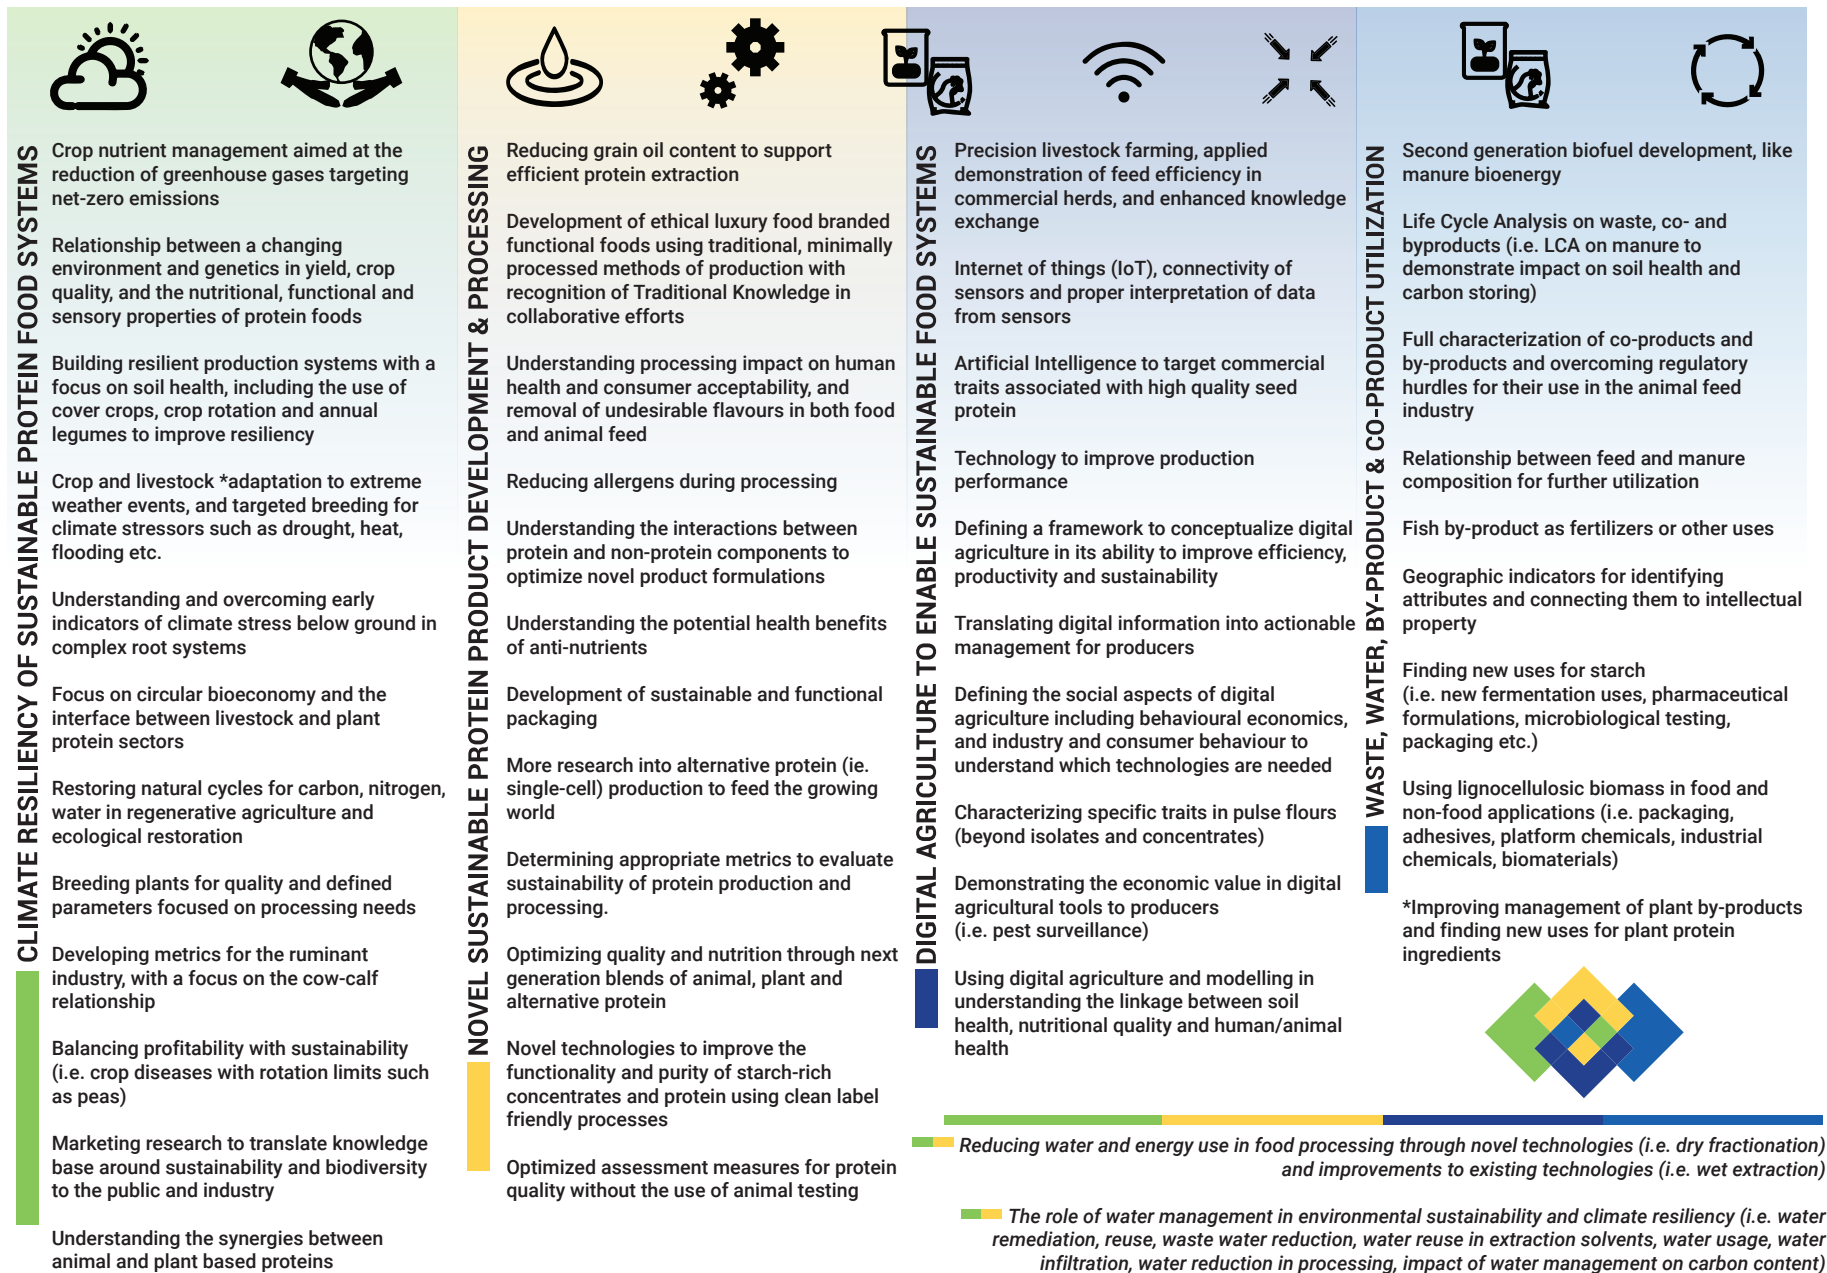 CLIMATE RESILIENCY OF SUSTAINABLE PROTEIN FOOD SYSTEMS
Crop nutrient management aimed at the
reduction of greenhouse gases targeting
net-zero emissions
Relationship between a changing
environment and genetics in yield, crop
quality, and the nutritional, functional and
sensory properties of protein foods
Building resilient production systems with a
focus on soil health, including the use of
cover crops, crop rotation and annual
legumes to improve resiliency
Crop and livestock *adaptation to extreme
weather events, and targeted breeding for
climate stressors such as drought, heat,
flooding etc.
Understanding and overcoming early
indicators of climate stress below ground in
complex root systems
Focus on circular bioeconomy and the
interface between livestock and plant
protein sectors
Restoring natural cycles for carbon, nitrogen,
water in regenerative agriculture and
ecological restoration
Breeding plants for quality and defined
parameters focused on processing needs
Developing metrics for the ruminant
industry, with a focus on the cow-calf
relationship
Balancing profitability with sustainability
(i.e. crop diseases with rotation limits such
as peas)
Marketing research to translate knowledge
base around sustainability and biodiversity
to the public and industry
Understanding the synergies between
animal and plant based proteins
NOVEL SUSTAINABLE PROTEIN PRODUCT DEVELOPMENT & PROCESSING
Reducing grain oil content to support
efficient protein extraction
Development of ethical luxury food branded
functional foods using traditional, minimally
processed methods of production with
recognition of Traditional Knowledge in
collaborative efforts
Understanding processing impact on human
health and consumer acceptability, and
removal of undesirable flavours in both food
and animal feed
Reducing allergens during processing
Understanding the interactions between
protein and non-protein components to
optimize novel product formulations
Understanding the potential health benefits
of anti-nutrients
Development of sustainable and functional
packaging
More research into alternative protein (ie.
single-cell) production to feed the growing
world
Determining appropriate metrics to evaluate
sustainability of protein production and
processing.
Optimizing quality and nutrition through next
generation blends of animal, plant and
alternative protein
Novel technologies to improve the
functionality and purity of starch-rich
concentrates and protein using clean label
friendly processes
Optimized assessment measures for protein
quality without the use of animal testing
DIGITAL AGRICULTURE TO ENABLE SUSTAINABLE FOOD SYSTEMS
Precision livestock farming, applied
demonstration of feed efficiency in
commercial herds, and enhanced knowledge
exchange
Internet of things (IoT), connectivity of
sensors and proper interpretation of data
from sensors
Artificial Intelligence to target commercial
traits associated with high quality seed
protein
Technology to improve production
performance
Defining a framework to conceptualize digital
agriculture in its ability to improve efficiency,
productivity and sustainability
Translating digital information into actionable
management for producers
Defining the social aspects of digital
agriculture including behavioural economics,
and industry and consumer behaviour to
understand which technologies are needed
Characterizing specific traits in pulse flours
(beyond isolates and concentrates)
Demonstrating the economic value in digital
agricultural tools to producers
(i.e. pest surveillance)
Using digital agriculture and modelling in
understanding the linkage between soil
health, nutritional quality and human/animal
health
WASTE, WATER, BY-PRODUCT & CO-PRODUCT UTILIZATION
Second generation biofuel development, like
manure bioenergy
Life Cycle Analysis on waste, co- and
byproducts (i.e. LCA on manure to
demonstrate impact on soil health and
carbon storing)
Full characterization of co-products and
by-products and overcoming regulatory
hurdles for their use in the animal feed
industry
Relationship between feed and manure
composition for further utilization
Fish by-product as fertilizers or other uses
Geographic indicators for identifying
attributes and connecting them to intellectual
property
Finding new uses for starch
(i.e. new fermentation uses, pharmaceutical
formulations, microbiological testing,
packaging etc.)
Using lignocellulosic biomass in food and
non-food applications (i.e. packaging,
adhesives, platform chemicals, industrial
chemicals, biomaterials)
*Improving management of plant by-products
and finding new uses for plant protein
ingredients
Reducing water and energy use in food processing through novel technologies (i.e. dry fractionation)
and improvements to existing technologies (i.e. wet extraction)
The role of water management in environmental sustainability and climate resiliency (i.e. water
remediation, reuse, waste water reduction, water reuse in extraction solvents, water usage, water
infiltration, water reduction in processing, impact of water management on carbon content)